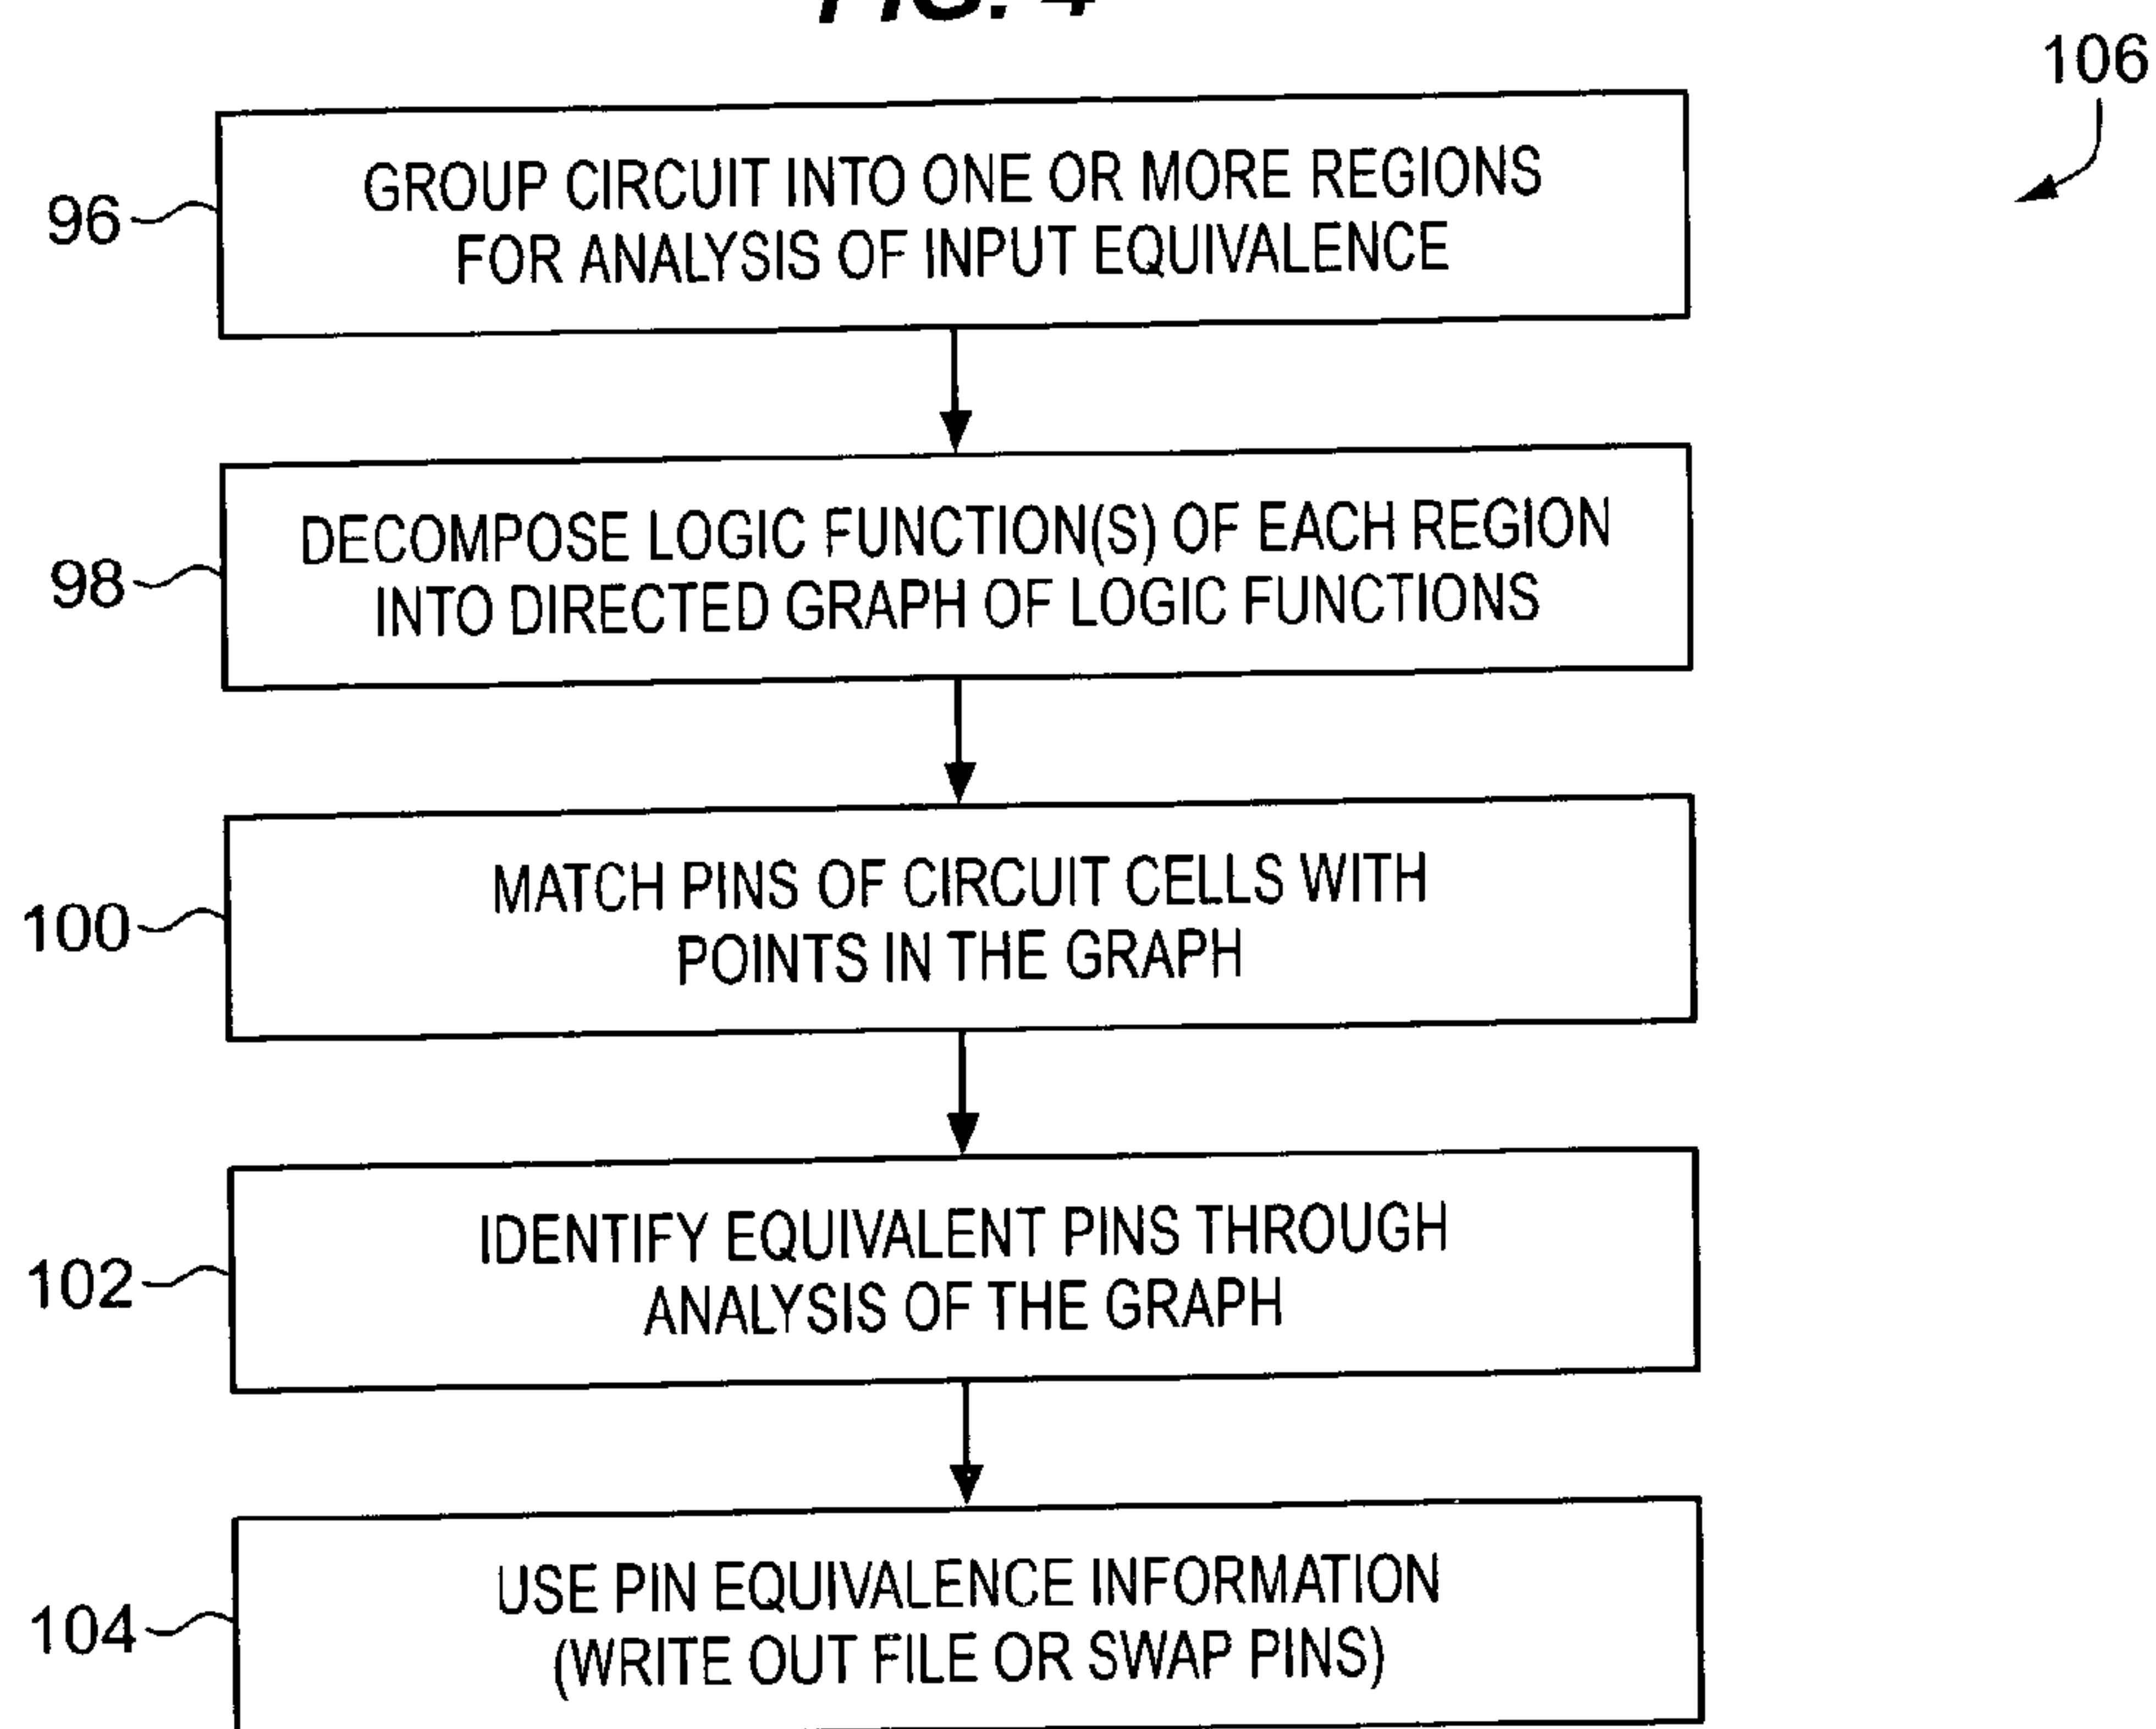 FIG. 4
106
GROUP CIRCUIT INTO ONE OR MORE REGIONS
FOR ANALYSIS OF INPUT EQUIVALENCE
96
DECOMPOSE LOGIC FUNCTION(S) OF EACH REGION
INTO DIRECTED GRAPH OF LOGIC FUNCTIONS
98
MATCH PINS OF CIRCUIT CELLS WITH
POINTS IN THE GRAPH
100
IDENTIFY EQUIVALENT PINS THROUGH
ANALYSIS OF THE GRAPH
102
USE PIN EQUIVALENCE INFORMATION
(WRITE OUT FILE OR SWAP PINS)
104